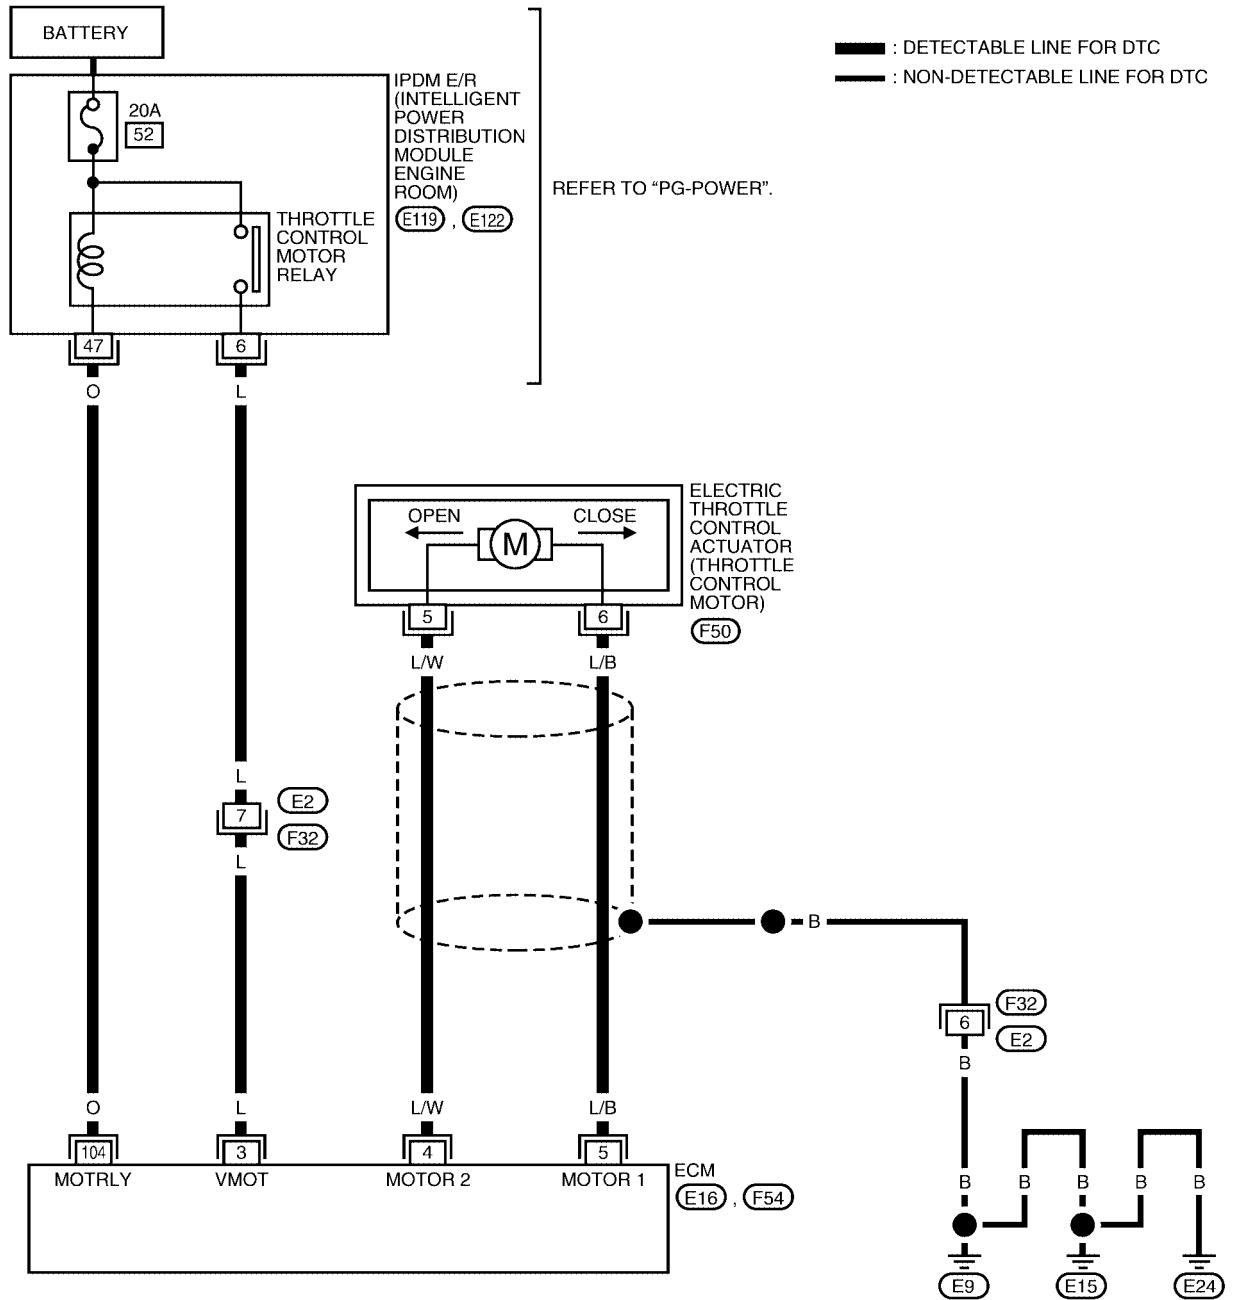 BATTERY
: DETECTABLE LINE FOR DTC
: NON-DETECTABLE LINE FOR DTC
20A
52
IPDM E/R
(INTELLIGENT
POWER
DISTRIBUTION
MODULE
ENGINE
ROOM)
E119 , E122
REFER TO “PG-POWER”.
THROTTLE
CONTROL
MOTOR
RELAY
47
6
O
L
OPEN
CLOSE
M
ELECTRIC
THROTTLE
CONTROL
ACTUATOR
(THROTTLE
CONTROL
MOTOR)
F50
5
6
L/W
L/B
L
7
E2
F32
L
B
6
F32
E2
B
O
L
L/W
L/B
104
3
4
5
MOTRLY
VMOT
MOTOR 2
MOTOR 1
ECM
E16 , F54
B
B
B
B
B
E9
E15
E24